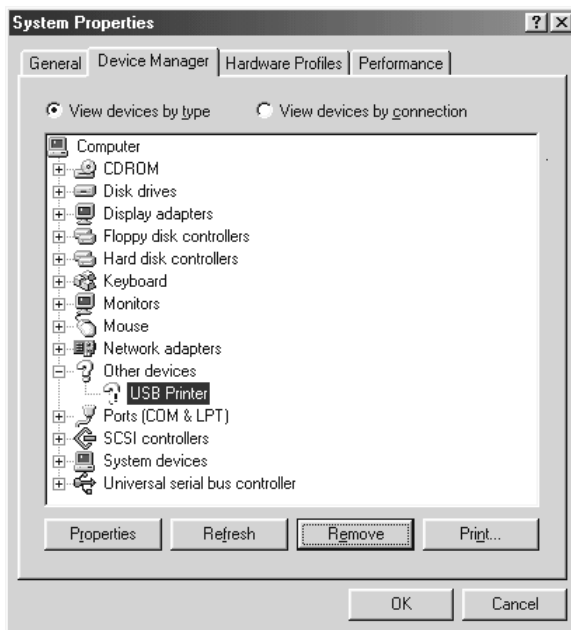 System Properties
General Device Manager Hardware Profiles Performance
View devices by type View devices by connection
Computer
CDROM
Disk drives
Display adapters
Floppy disk controllers
Hard disk controllers
Keyboard
Monitors
Mouse
Network adapters
Other devices
USB Printer
Ports (COM & LPT)
SCSI controllers
System devices
Universal serial bus controller
Properties Refresh Remove Print...
OK Cancel